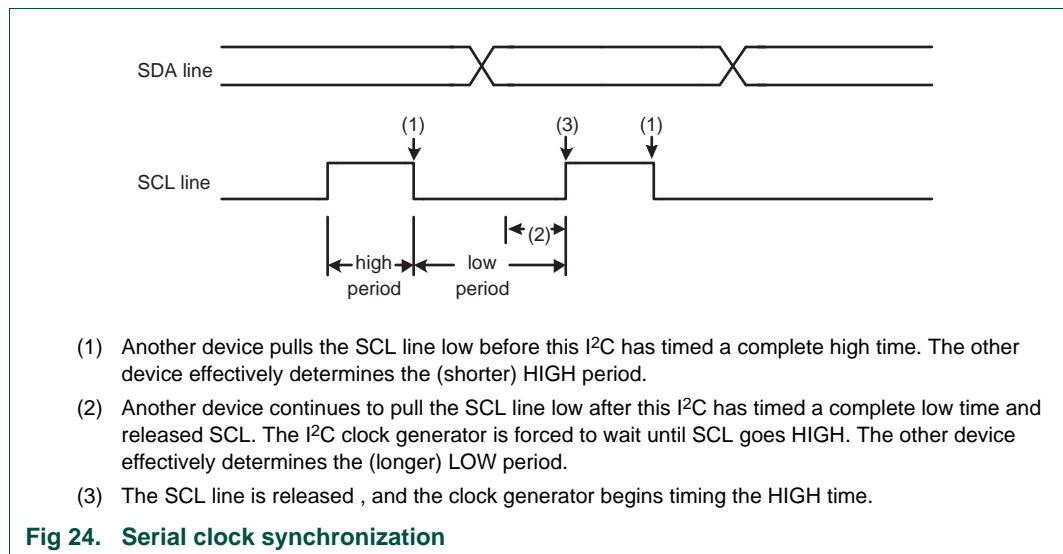 SDA line
(1)
(3)
(1)
SCL line
(2)
high
period
low
period
(1) Another device pulls the SCL line low before this I2C has timed a complete high time. The other
device effectively determines the (shorter) HIGH period.
(2) Another device continues to pull the SCL line low after this I2C has timed a complete low time and
released SCL. The I2C clock generator is forced to wait until SCL goes HIGH. The other device
effectively determines the (longer) LOW period.
(3) The SCL line is released , and the clock generator begins timing the HIGH time.
Fig 24. Serial clock synchronization